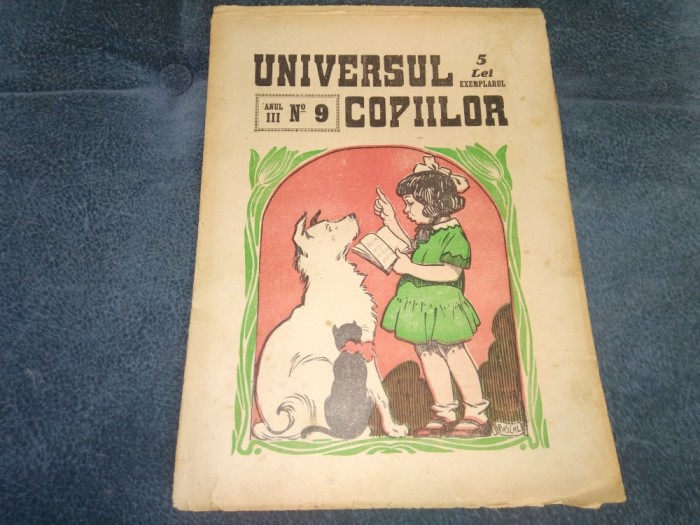 UNIVERSUL
5
Lei
EXEMPLARUL
ANUL
III
No 9
COPIILOR